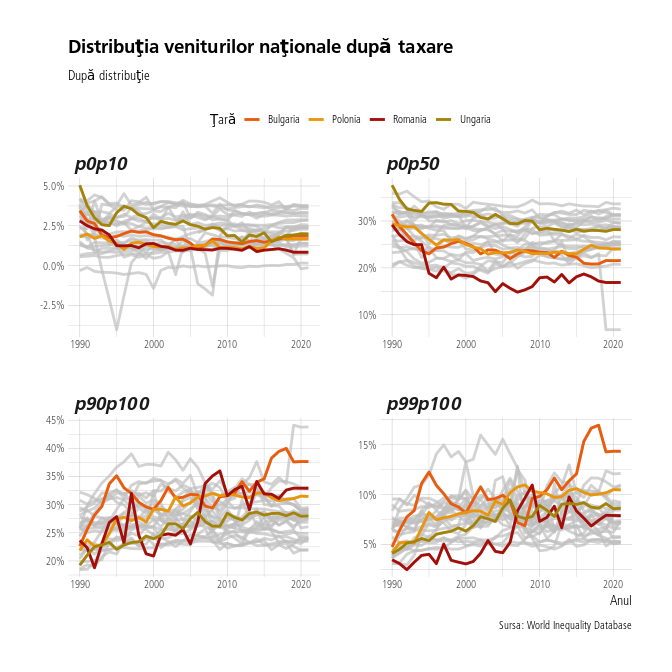 Distribuţia veniturilor naţionale după taxare
După distribuţie
Ţară Bulgaria Polonia Romania Ungaria
p0p10
p0p50
5.0%
2.5%
0.0%
-2.5%
1990 2000 2010 2020
30%
20%
10%
1990 2000 2010 2020
p90p100
p99p100
45%
40%
35%
30%
25%
20%
1990 2000 2010 2020
15%
10%
5%
1990 2000 2010 2020
Anul
Sursa: World Inequality Database